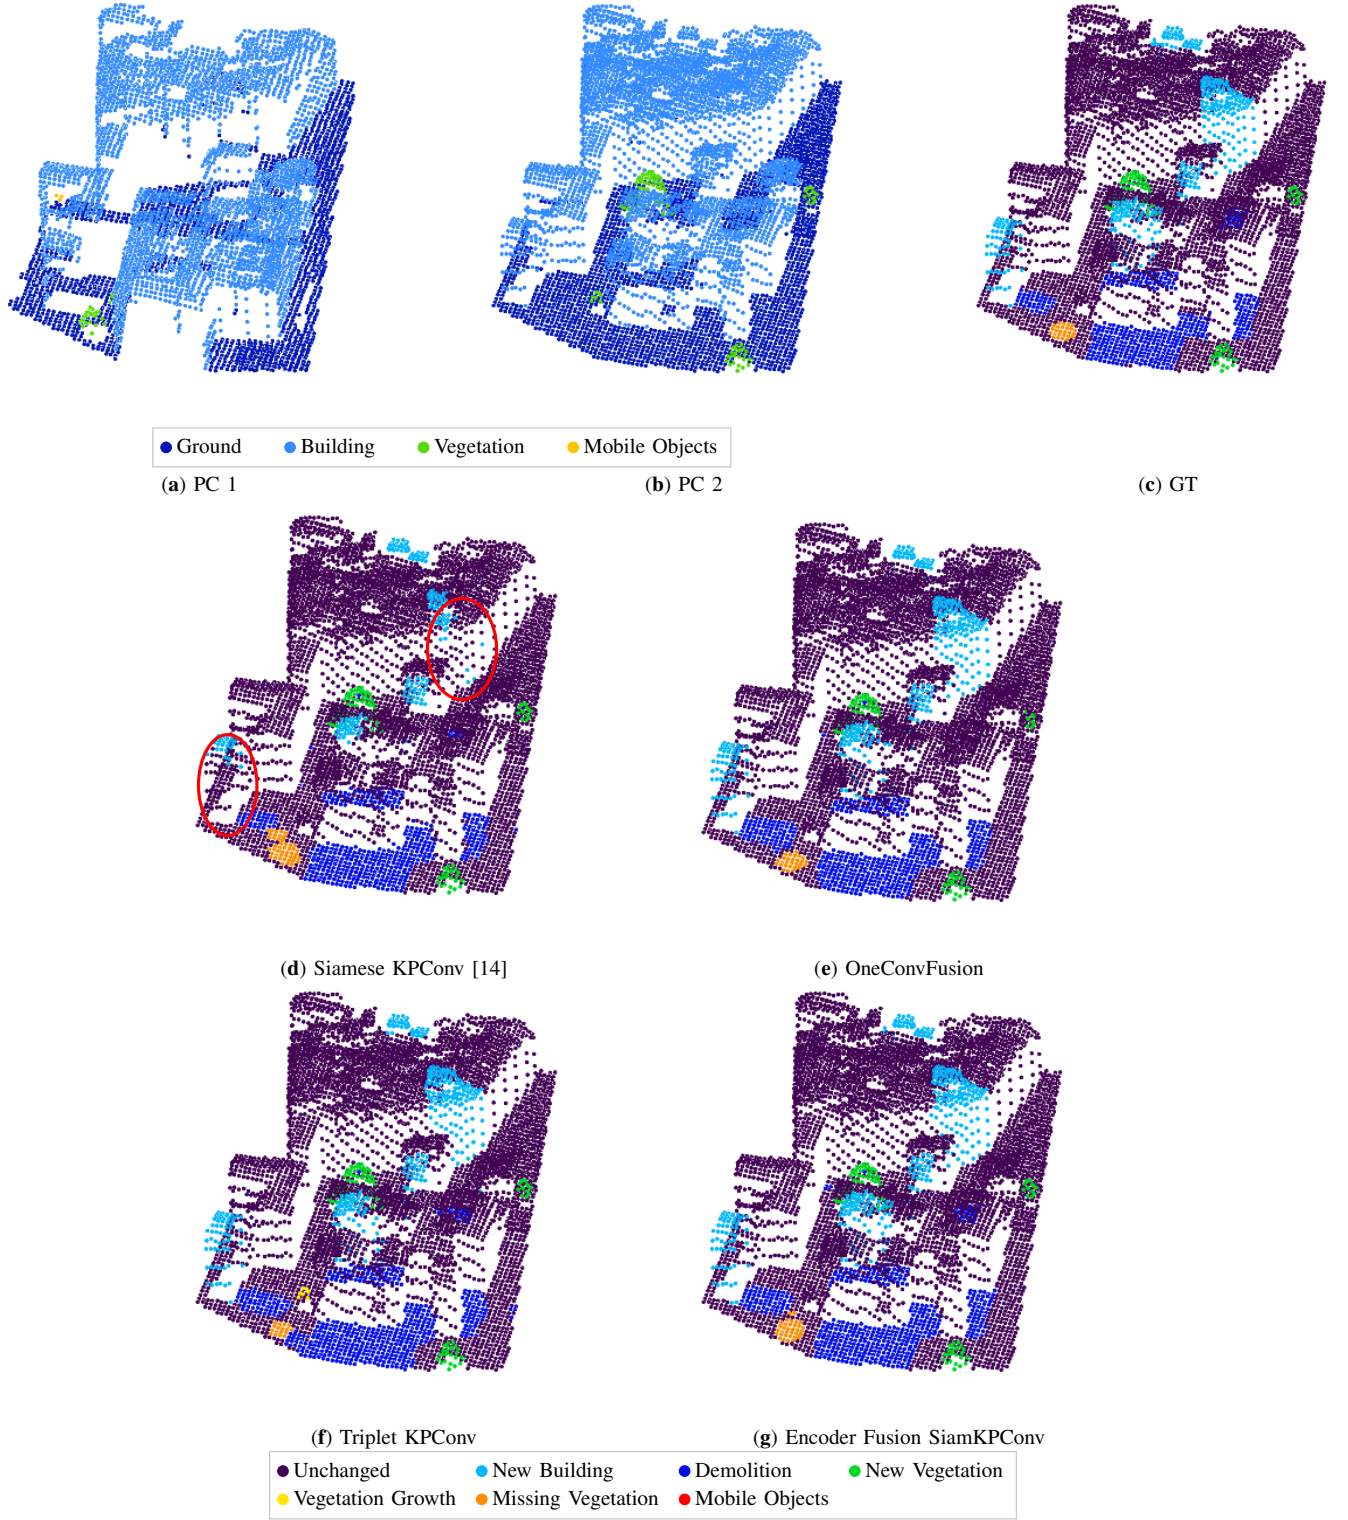 Ground Building Vegetation Mobile Objects
(a) PC 1 (b) PC 2 (c) GT
(d) Siamese KPConv [14] (e) OneConvFusion
(f) Triplet KPConv (g) Encoder Fusion SiamKPConv
Unchanged New Building Demolition New Vegetation
Vegetation Growth Missing Vegetation Mobile Objects